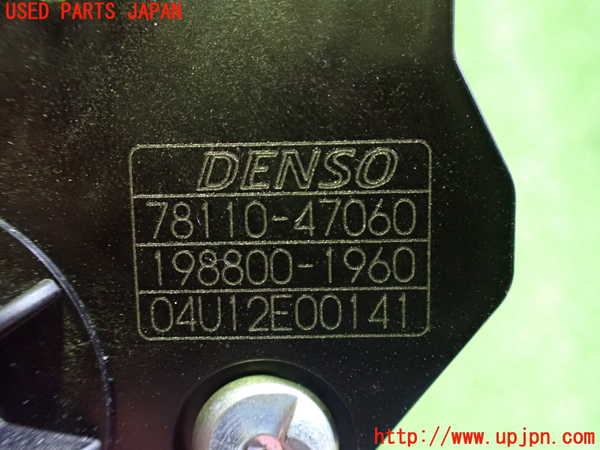 USED PARTS JAPAN
DENSO
78110-47060
198800-1960
04U12E00141
http://www.upjpn.com/